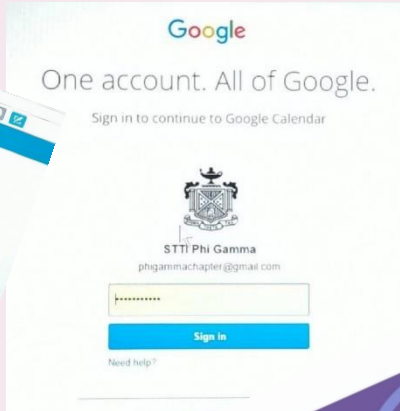 Google
One account. All of Google.
Sign in to continue to Google Calendar
STTI Phi Gamma
phigammachapter@gmail.com
•••••••••••
Sign in
Need help?